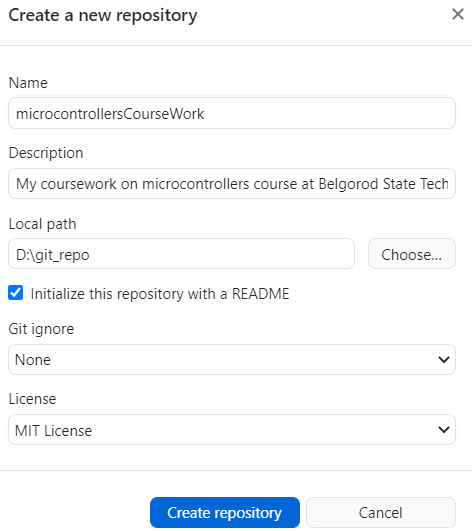 Create a new repository
Name
microcontrollersCourseWork
Description
My coursework on microcontrollers course at Belgorod State Tech
Local path
D:\git_repo
Choose...
Initialize this repository with a README
Git ignore
None
License
MIT License
Create repository
Cancel